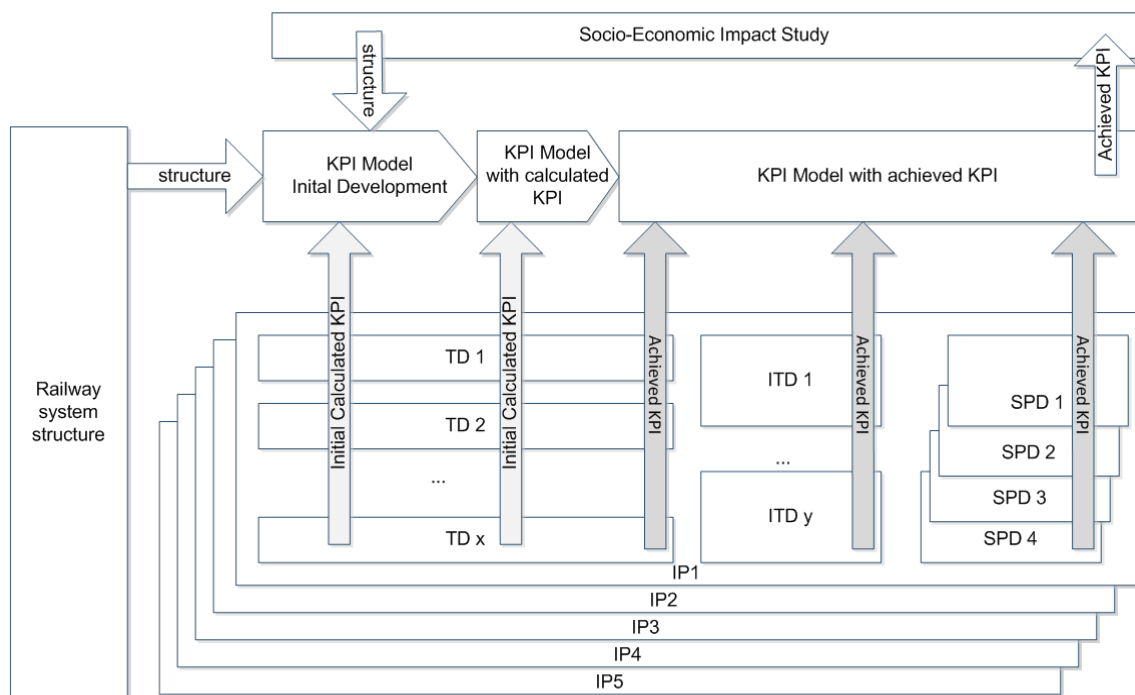 Socio-Economic Impact Study
structure
Achieved KPI
structure
KPI Model
Inital Development
KPI Model
with calculated
KPI
KPI Model with achieved KPI
Railway
system
structure
Initial Calculated KPI
Initial Calculated KPI
Achieved KPI
Achieved KPI
Achieved KPI
TD 1
TD 2
...
TD x
ITD 1
...
ITD y
SPD 1
SPD 2
SPD 3
SPD 4
IP1
IP2
IP3
IP4
IP5